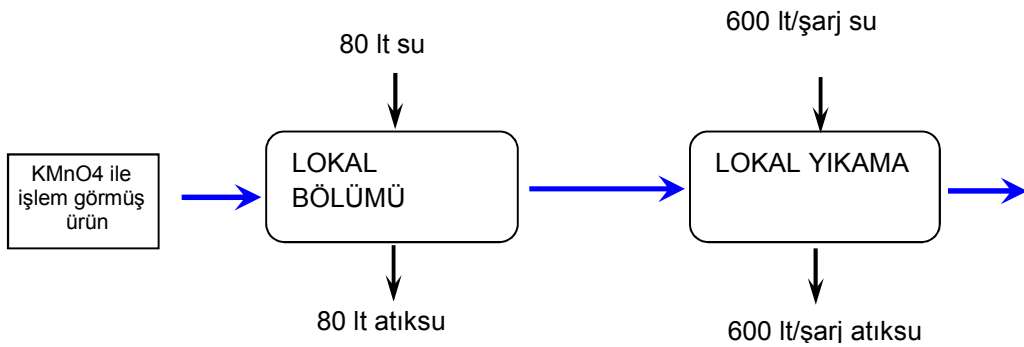 600 lt/şarj su
80 lt su
KMnO4 ile
işlem görmüş
ürün
LOKAL
BÖLÜMÜ
LOKAL YIKAMA
80 lt atıksu
600 lt/şarj atıksu